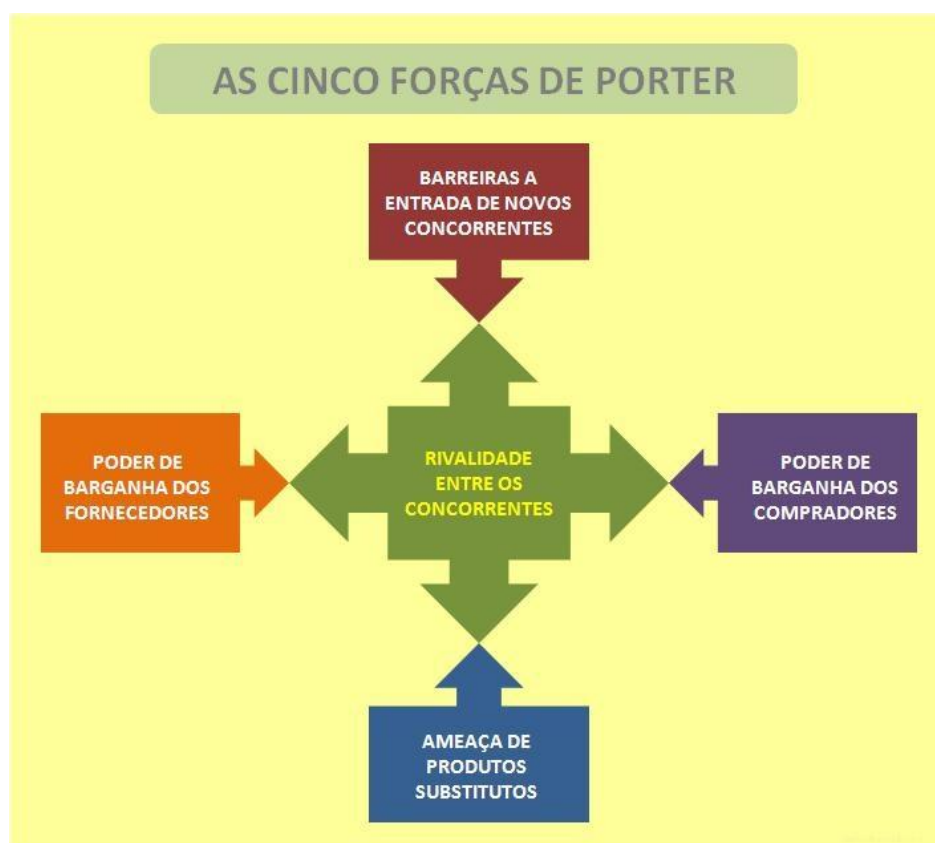 AS CINCO FORÇAS DE PORTER
BARREIRAS A
ENTRADA DE NOVOS
CONCORRENTES
PODER DE
BARGANHA DOS
FORNECEDORES
RIVALIDADE
ENTRE OS
CONCORRENTES
PODER DE
BARGANHA DOS
COMPRADORES
AMEAÇA DE
PRODUTOS
SUBSTITUTOS